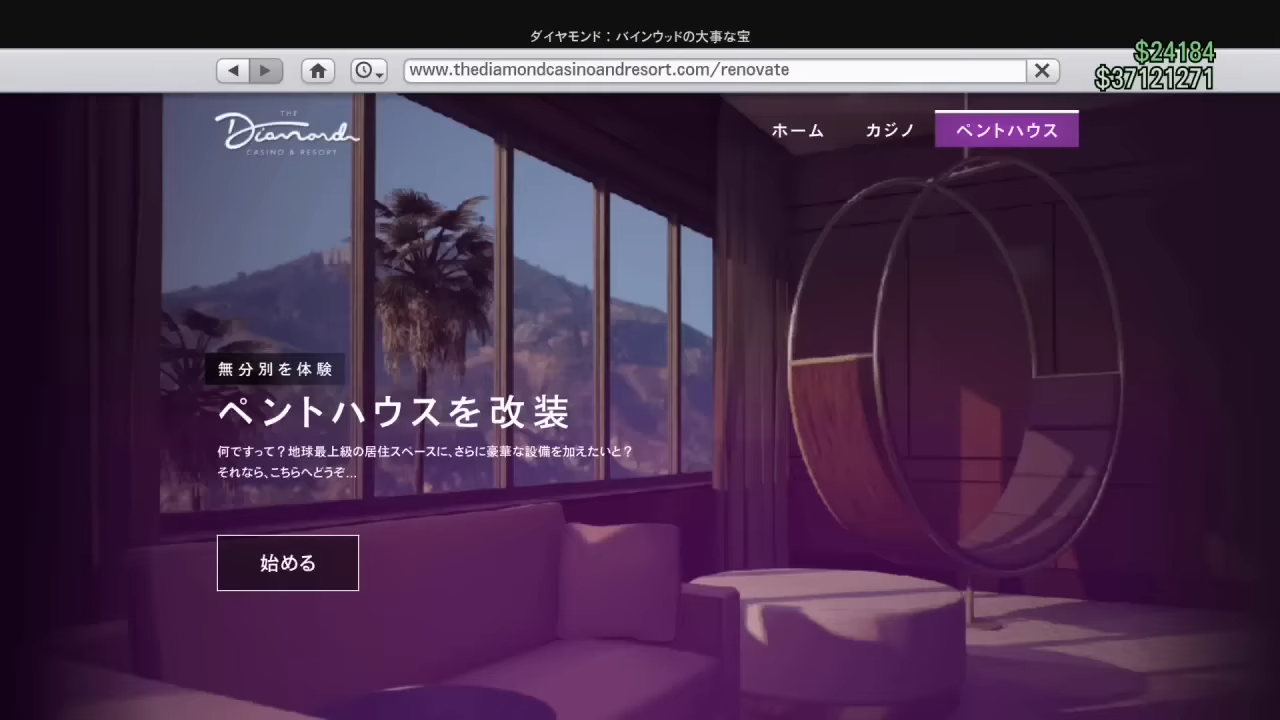 ダイヤモンド：バインウッドの大事な宝
$24184
www.thediamondcasinoandresort.com/renovate
$37121271
THE
Diamond
CASINO & RESORT
ホーム
カジノ
ペントハウス
無分別を体験
ペントハウスを改装
何ですって？地球最上級の居住スペースに、さらに豪華な設備を加えたいと？
それなら、こちらへどうぞ...
始める